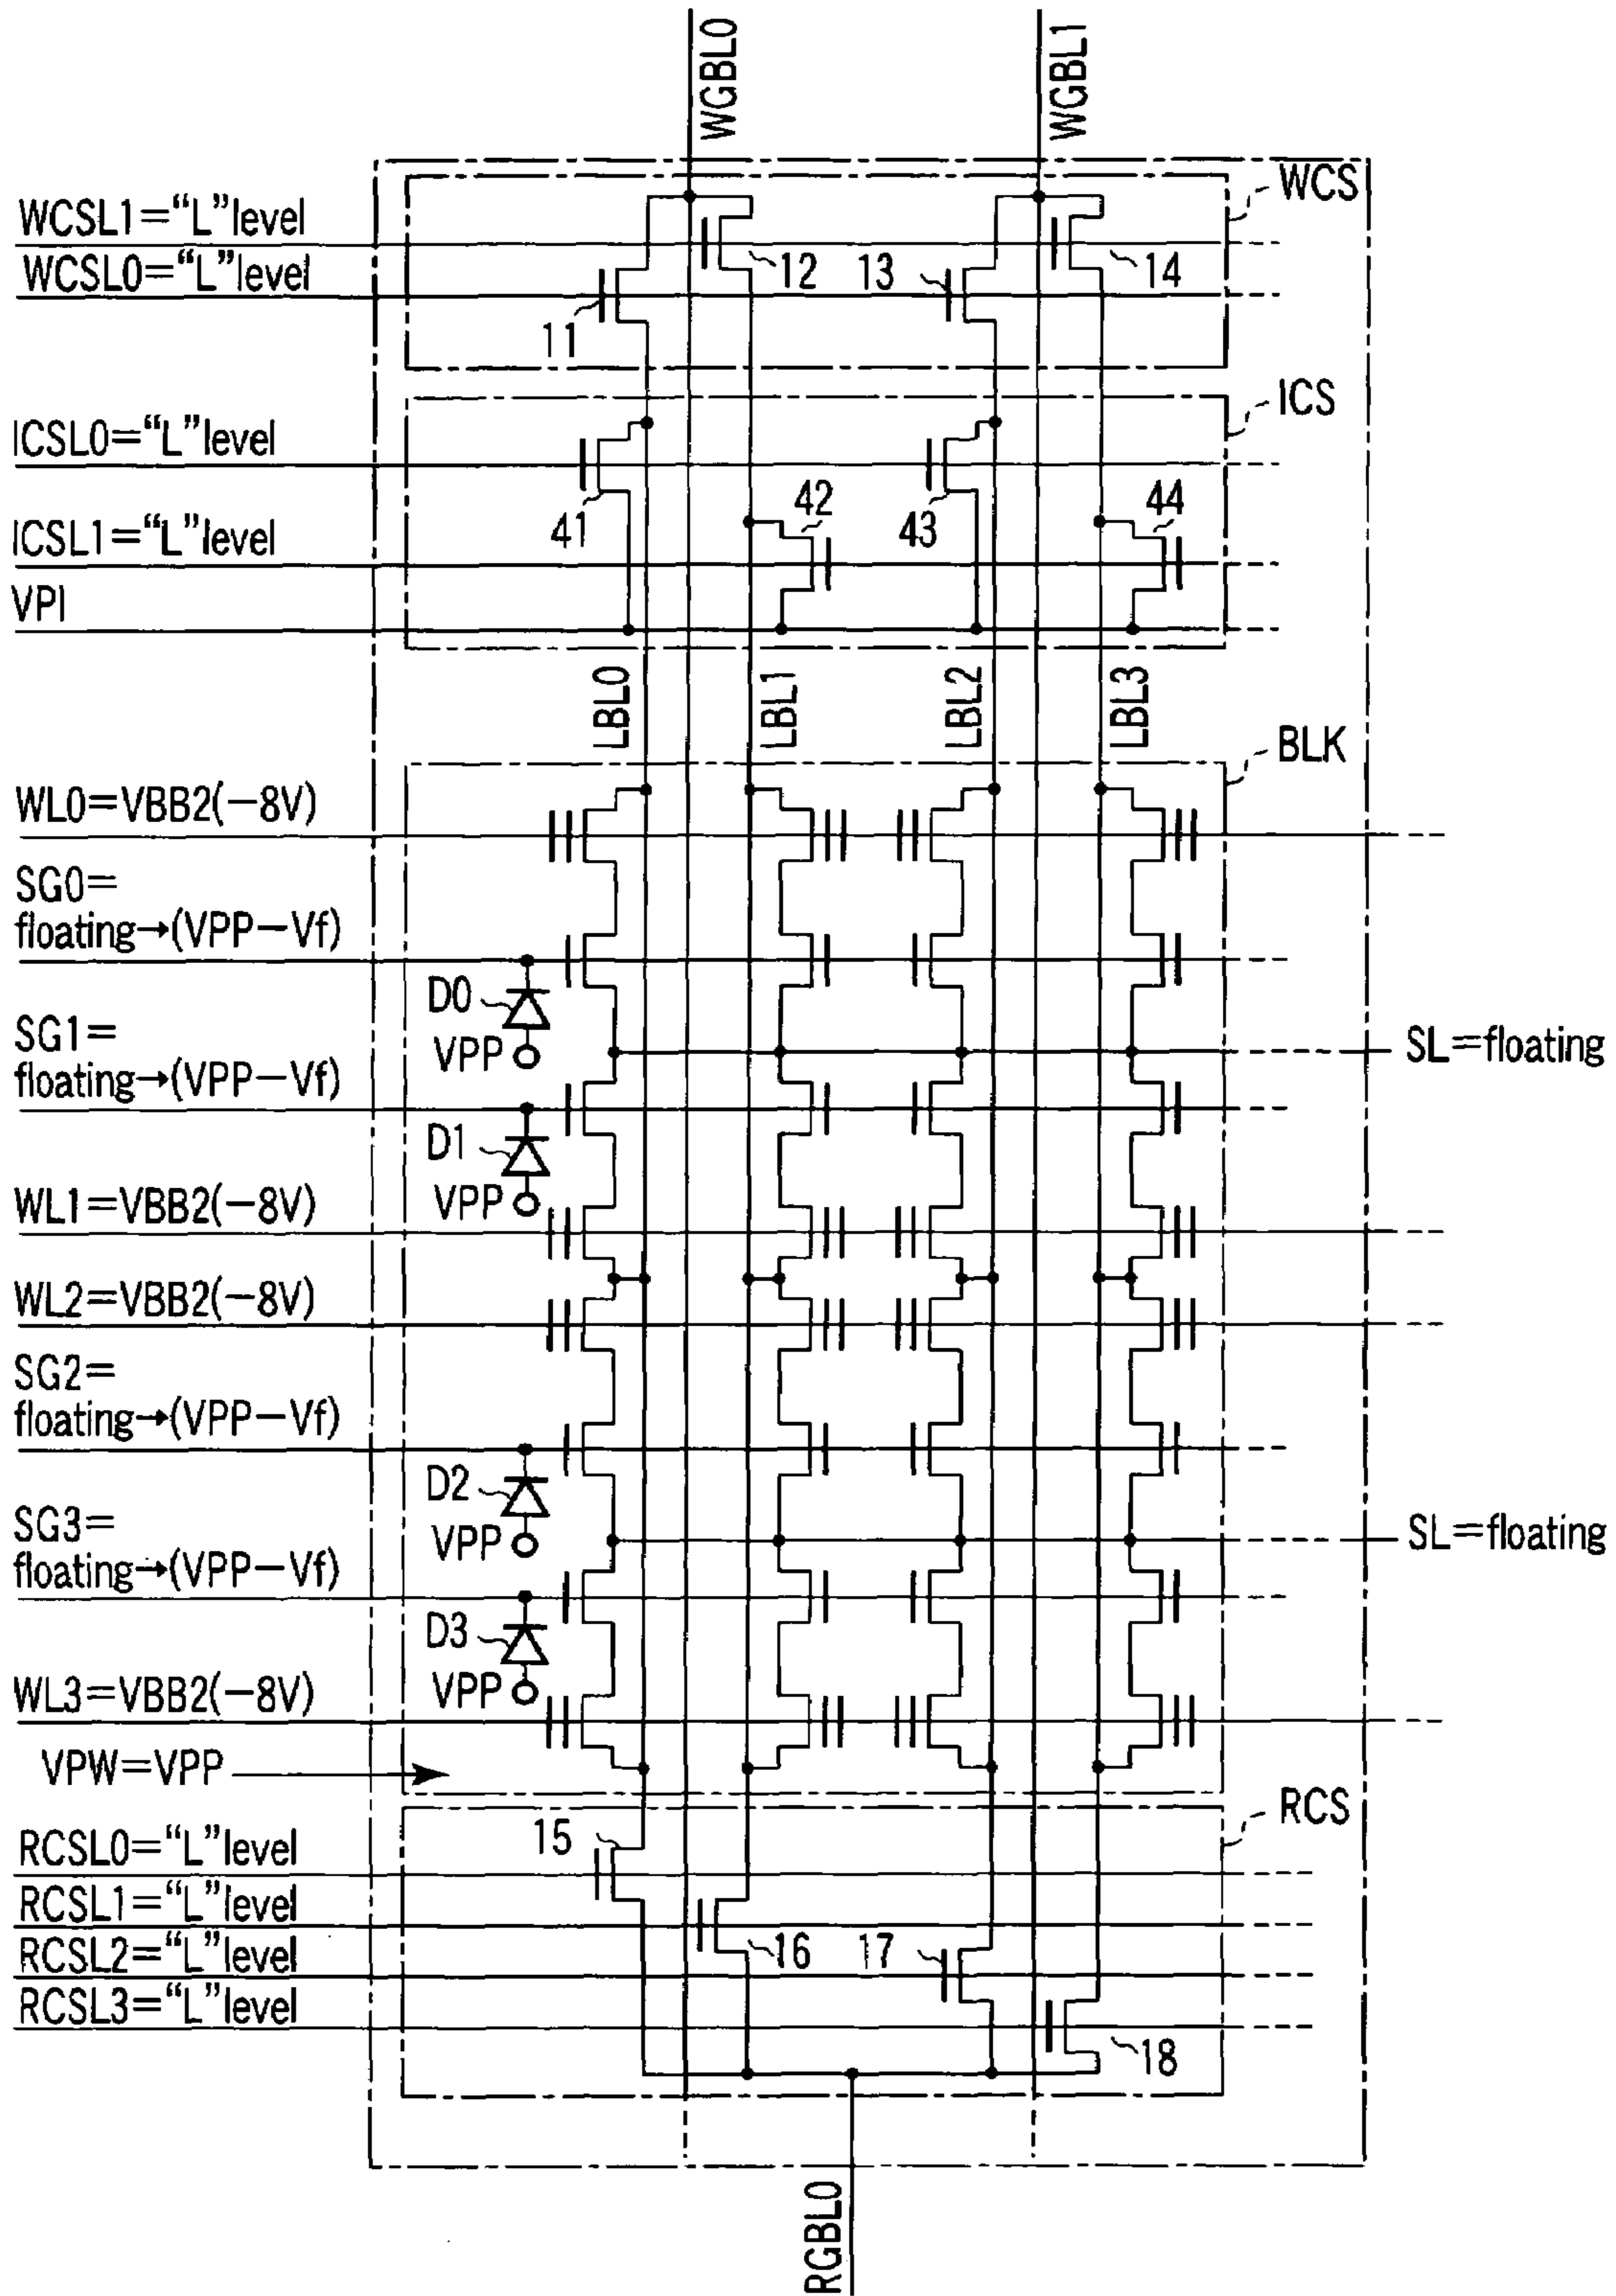 WGBL0
WGBL1
WCS
WCSL1="L"level
WCSL0="L"level
11
12
13
14
ICS
ICSL0="L"level
41
42
43
44
ICSL1="L"level
VPI
LBL0
LBL1
LBL2
LBL3
BLK
WL0=VBB2(−8V)
SG0=
floating→(VPP−Vf)
D0
VPP
SL=floating
SG1=
floating→(VPP−Vf)
D1
VPP
WL1=VBB2(−8V)
WL2=VBB2(−8V)
SG2=
floating→(VPP−Vf)
D2
VPP
SL=floating
SG3=
floating→(VPP−Vf)
D3
VPP
WL3=VBB2(−8V)
VPW=VPP
RCS
RCSL0="L"level
15
RCSL1="L"level
16
17
RCSL2="L"level
RCSL3="L"level
18
RGBL0